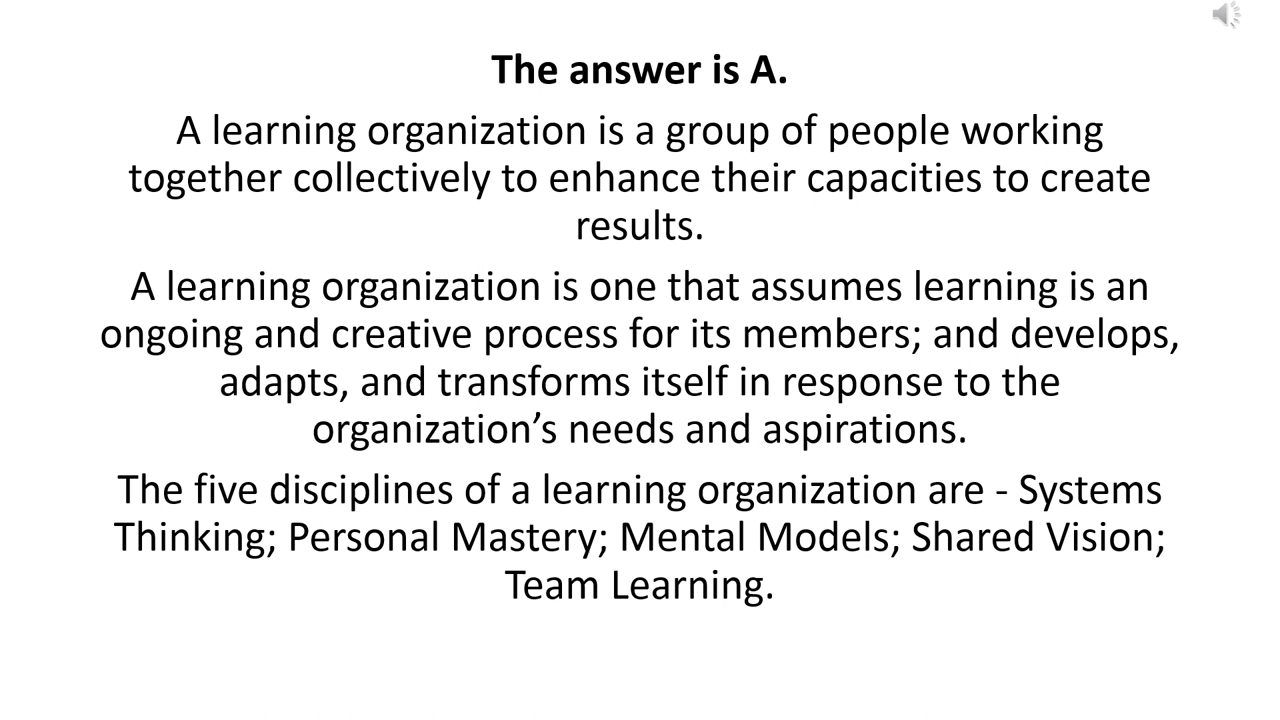 The answer is A.
A learning organization is a group of people working
together collectively to enhance their capacities to create
results.
A learning organization is one that assumes learning is an
ongoing and creative process for its members; and develops,
adapts, and transforms itself in response to the
organization’s needs and aspirations.
The five disciplines of a learning organization are - Systems
Thinking; Personal Mastery; Mental Models; Shared Vision;
Team Learning.